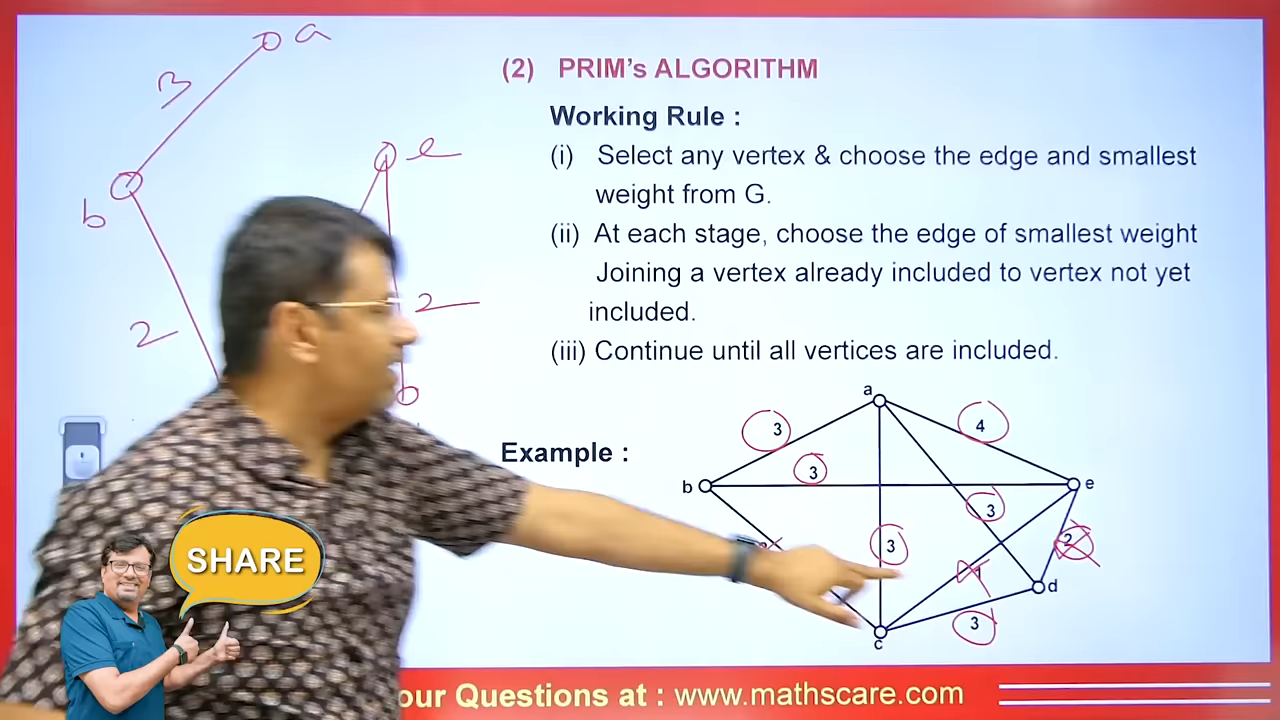 (2) PRIM's ALGORITHM
Working Rule :
(i) Select any vertex & choose the edge and smallest
weight from G.
(ii) At each stage, choose the edge of smallest weight
Joining a vertex already included to vertex not yet
included.
(iii) Continue until all vertices are included.
Example :
a
3
4
3
b
e
3
3
2
d
3
c
a
3
b
e
2
2
SHARE
our Questions at : www.mathscare.com